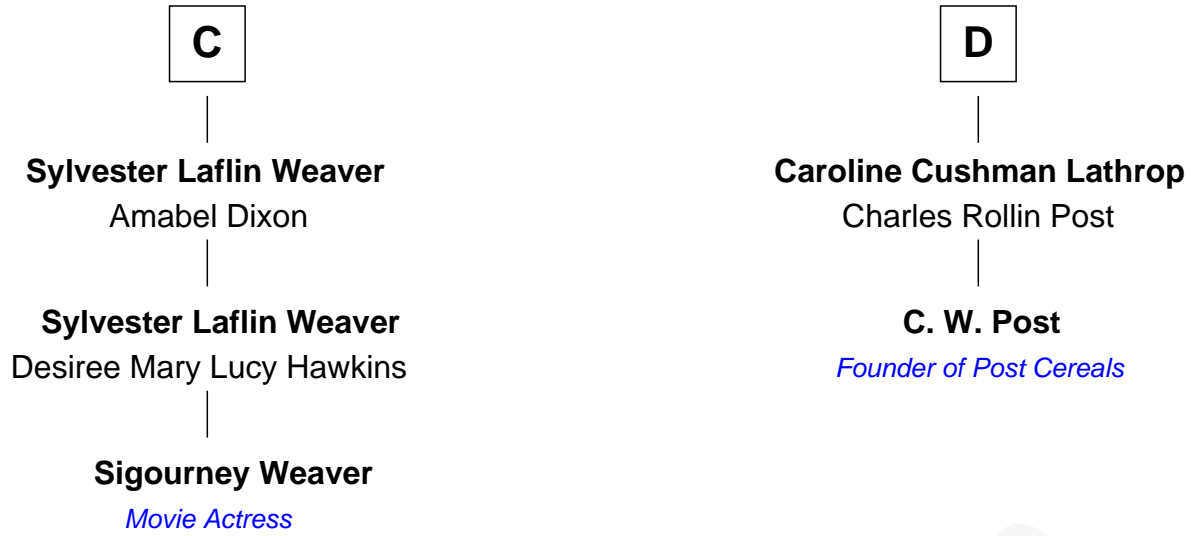 C
Sylvester Laflin Weaver
Amabel Dixon
Sylvester Laflin Weaver
Desiree Mary Lucy Hawkins
Sigourney Weaver
Movie Actress
D
Caroline Cushman Lathrop
Charles Rollin Post
C. W. Post
Founder of Post Cereals